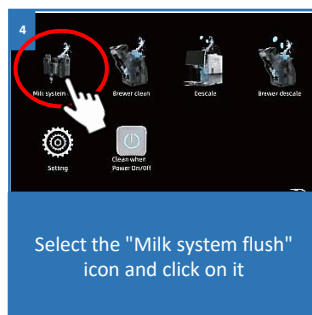 4
Milk system
Brewer clean
Descale
Brewer descale
Setting
Clean when
Power On/Off
Select the "Milk system flush"
icon and click on it